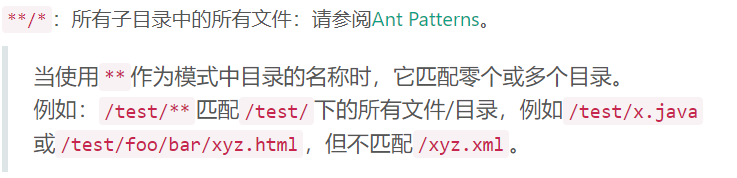 **/*：所有子目录中的所有文件：请参阅Ant Patterns。
当使用**作为模式中目录的名称时，它匹配零个或多个目录。
例如：/test/**匹配/test/下的所有文件/目录，例如/test/x.java
或/test/foo/bar/xyz.html，但不匹配/xyz.xml。